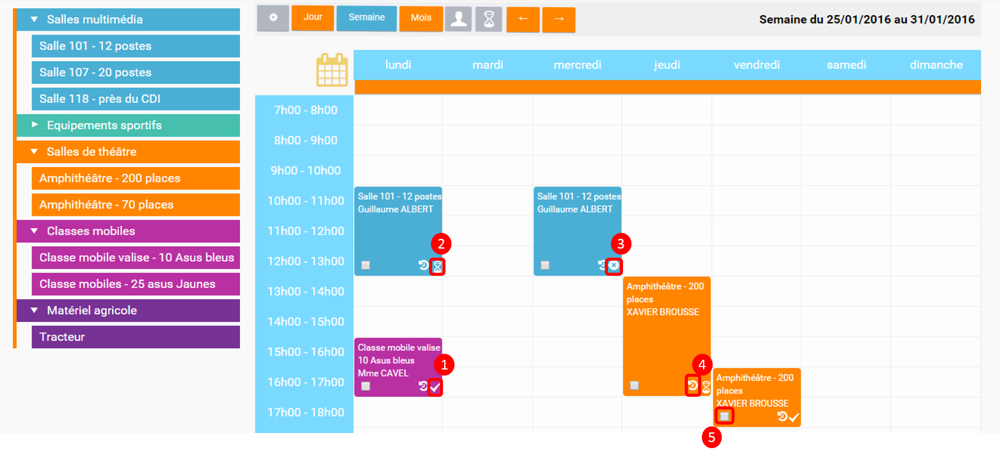 Salles multimédia
Salle 101 - 12 postes
Salle 107 - 20 postes
Salle 118 - près du CDI
Equipements sportifs
Salles de théâtre
Amphithéâtre - 200 places
Amphithéâtre - 70 places
Classes mobiles
Classe mobile valise - 10 Asus bleus
Classe mobiles - 25 asus Jaunes
Matériel agricole
Tracteur
Jour
Semaine
Mois
←
→
Semaine du 25/01/2016 au 31/01/2016
lundi
mardi
mercredi
jeudi
vendredi
samedi
dimanche
7h00 - 8h00
8h00 - 9h00
9h00 - 10h00
10h00 - 11h00
11h00 - 12h00
12h00 - 13h00
13h00 - 14h00
14h00 - 15h00
15h00 - 16h00
16h00 - 17h00
17h00 - 18h00
Salle 101 - 12 postes
Guillaume ALBERT
2
Classe mobile valise
10 Asus bleus
Mme CAVEL
1
Salle 101 - 12 postes
Guillaume ALBERT
3
Amphithéâtre - 200
places
XAVIER BROUSSE
4
Amphithéâtre - 200
places
XAVIER BROUSSE
5